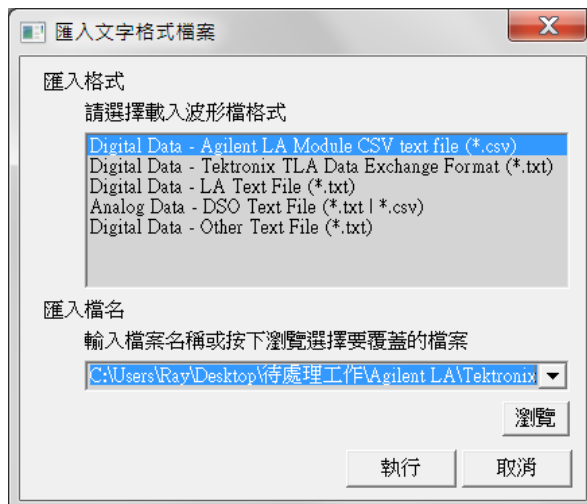 匯入文字格式檔案
匯入格式
請選擇載入波形檔格式
Digital Data - Agilent LA Module CSV text file (*.csv)
Digital Data - Tektronix TLA Data Exchange Format (*.txt)
Digital Data - LA Text File (*.txt)
Analog Data - DSO Text File (*.txt | *.csv)
Digital Data - Other Text File (*.txt)
匯入檔名
輸入檔案名稱或按下瀏覽選擇要覆蓋的檔案
C:\Users\Ray\Desktop\待處理工作\Agilent LA\Tektronix
瀏覽
執行 取消